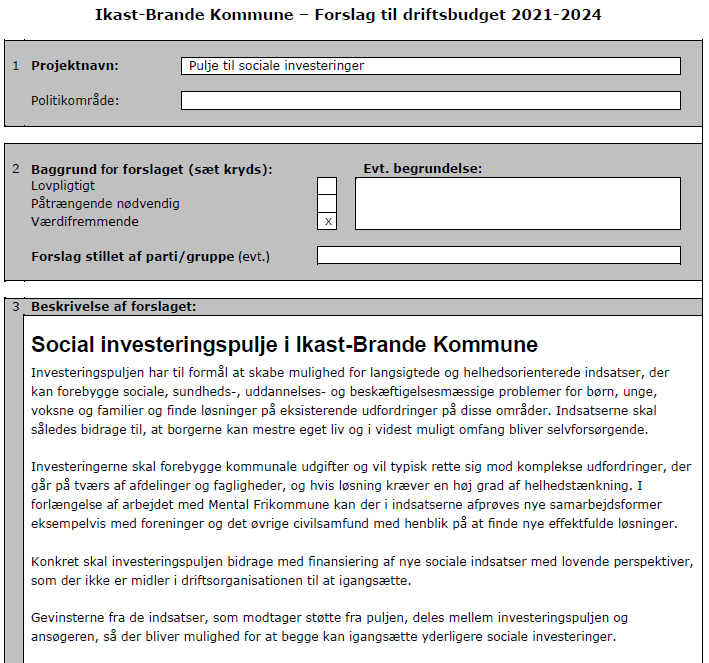 Ikast-Brande Kommune – Forslag til driftsbudget 2021-2024
1 Projektnavn: Pulje til sociale investeringer
Politikområde:
2 Baggrund for forslaget (sæt kryds): Evt. begrundelse:
Lovpligtigt
Påtrængende nødvendig
Værdifremmende x
Forslag stillet af parti/gruppe (evt.)
3 Beskrivelse af forslaget:
Social investeringspulje i Ikast-Brande Kommune
Investeringspuljen har til formål at skabe mulighed for langsigtede og helhedsorienterede indsatser, der
kan forebygge sociale, sundheds-, uddannelses- og beskæftigelsesmæssige problemer for børn, unge,
voksne og familier og finde løsninger på eksisterende udfordringer på disse områder. Indsatserne skal
således bidrage til, at borgerne kan mestre eget liv og i videst muligt omfang bliver selvforsørgende.
Investeringerne skal forebygge kommunale udgifter og vil typisk rette sig mod komplekse udfordringer, der
går på tværs af afdelinger og fagligheder, og hvis løsning kræver en høj grad af helhedstænkning. I
forlængelse af arbejdet med Mental Frikommune kan der i indsatserne afprøves nye samarbejdsformer
eksempelvis med foreninger og det øvrige civilsamfund med henblik på at finde nye effektfulde løsninger.
Konkret skal investeringspuljen bidrage med finansiering af nye sociale indsatser med lovende perspektiver,
som der ikke er midler i driftsorganisationen til at igangsætte.
Gevinsterne fra de indsatser, som modtager støtte fra puljen, deles mellem investeringspuljen og
ansøgeren, så der bliver mulighed for at begge kan igangsætte yderligere sociale investeringer.